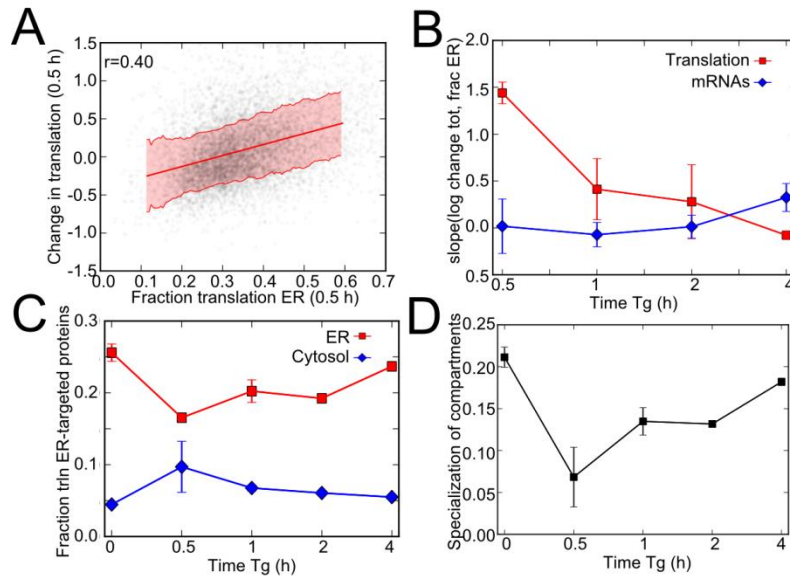 A
r=0.40
Change in translation (0.5 h)
1.5
1.0
0.5
0.0
-0.5
-1.0
-1.5
0.0 0.1 0.2 0.3 0.4 0.5 0.6 0.7
Fraction translation ER (0.5 h)
B
Translation
mRNAs
slope(log change tot, frac ER)
2.0
1.5
1.0
0.5
0.0
0.5
0.5 1 2 4
Time Tg (h)
C
ER
Cytosol
Fraction trln ER-targeted proteins
0.3
0.2
0.1
0.0
0 0.5 1 2 4
Time Tg (h)
D
Specialization of compartments
0.25
0.20
0.15
0.10
0.05
0.00
0 0.5 1 2 4
Time Tg (h)